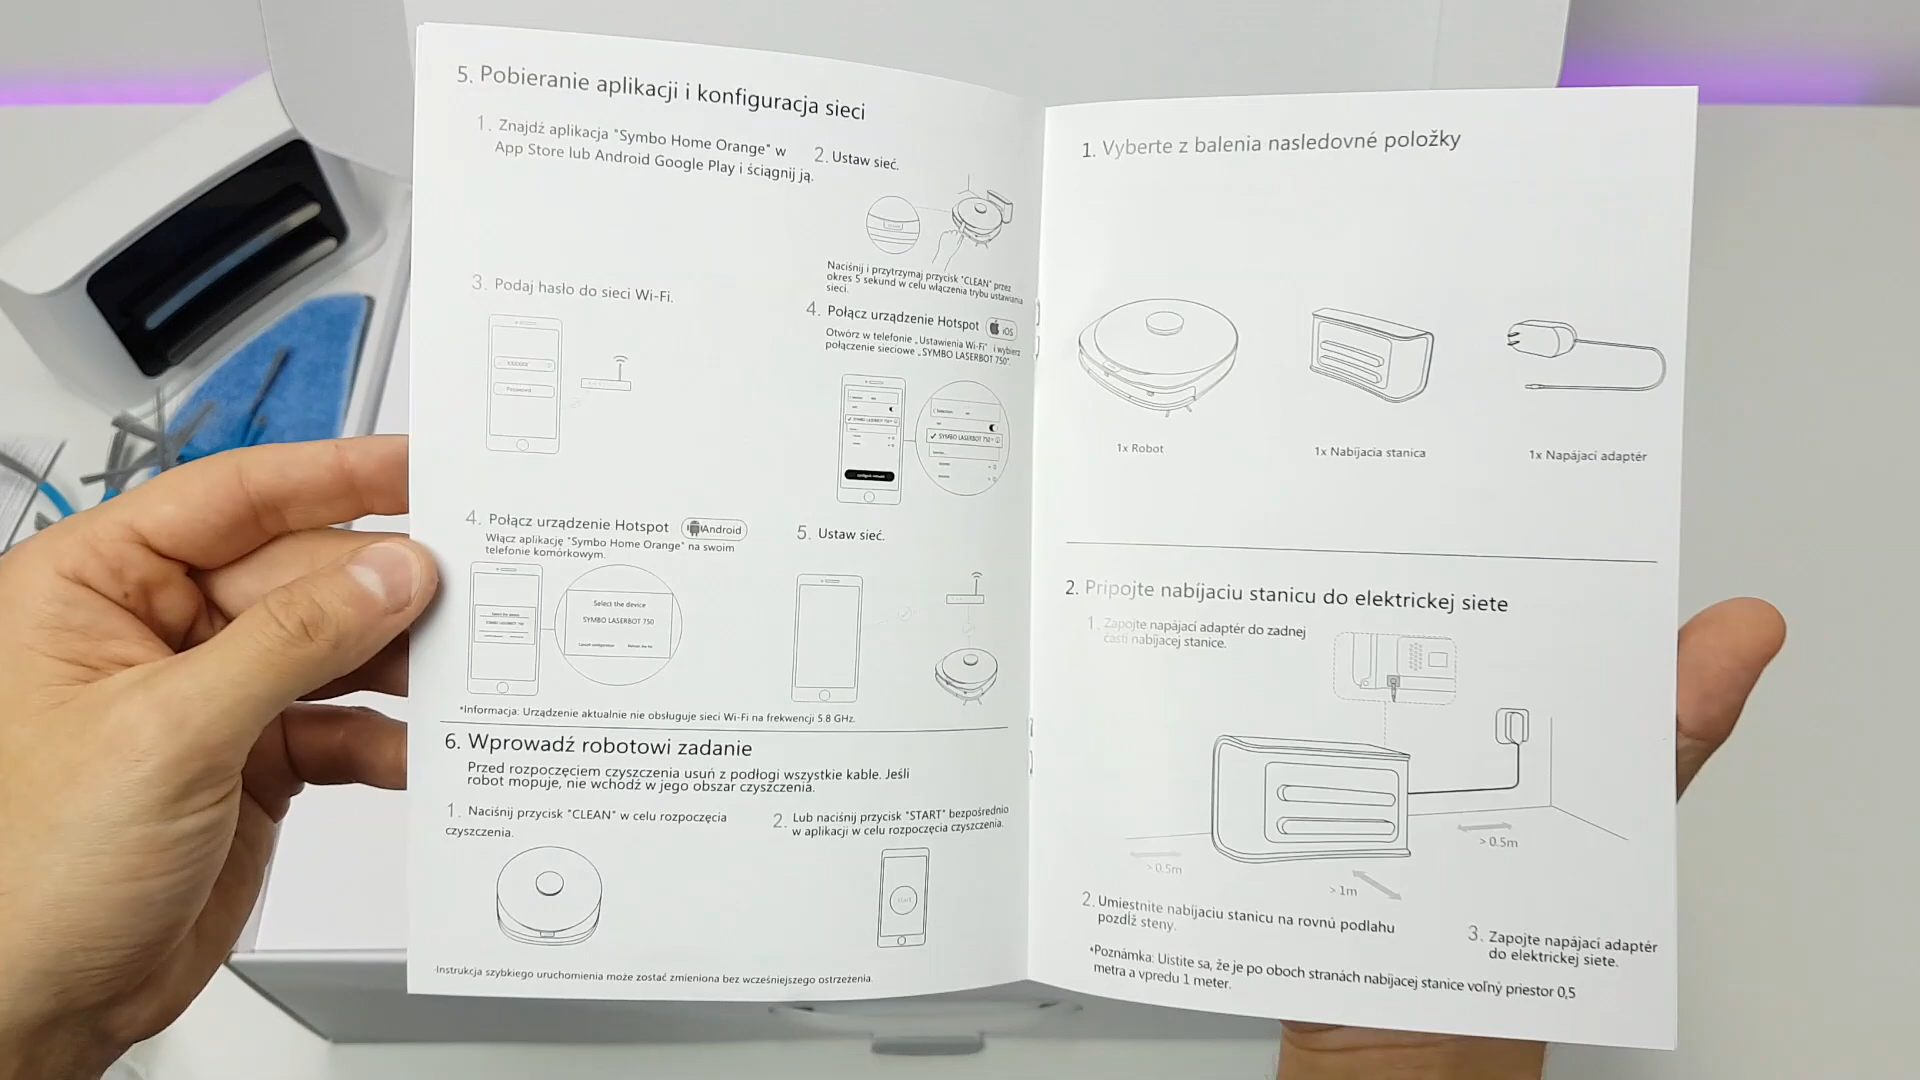 5. Pobieranie aplikacji i konfiguracja sieci
1. Znajdź aplikacja "Symbo Home Orange" w
App Store lub Android Google Play i ściągnij ją.
2. Ustaw sieć.
Naciśnij i przytrzymaj przycisk "CLEAN" przez
okres 5 sekund w celu włączenia trybu ustawiania
sieci.
3. Podaj hasło do sieci Wi-Fi.
Password
4. Połącz urządzenie Hotspot iOS
Otwórz w telefonie „Ustawienia Wi-Fi" i wybierz
połączenie sieciowe „SYMBO LASERBOT 750".
SYMBO LASERBOT 750
4. Połącz urządzenie Hotspot Android
Włącz aplikację "Symbo Home Orange" na swoim
telefonie komórkowym.
Select the device
SYMBO LASERBOT 750
5. Ustaw sieć.
*Informacja: Urządzenie aktualnie nie obsługuje sieci Wi-Fi na frekwencji 5.8 GHz.
6. Wprowadź robotowi zadanie
Przed rozpoczęciem czyszczenia usuń z podłogi wszystkie kable. Jeśli
robot mopuje, nie wchódź w jego obszar czyszczenia.
1. Naciśnij przycisk "CLEAN" w celu rozpoczęcia
czyszczenia.
2. Lub naciśnij przycisk "START" bezpośrednio
w aplikacji w celu rozpoczęcia czyszczenia.
START
·Instrukcja szybkiego uruchomienia może zostać zmieniona bez wcześniejszego ostrzeżenia.
1. Vyberte z balenia nasledovné položky
1x Robot
1x Nabíjacia stanica
1x Napájací adaptér
2. Pripojte nabíjaciu stanicu do elektrickej siete
1. Zapojte napájací adaptér do zadnej
časti nabíjacej stanice.
>0.5m
>1m
>0.5m
2. Umiestnite nabíjaciu stanicu na rovnú podlahu
pozdĺž steny.
3. Zapojte napájací adaptér
do elektrickej siete.
*Poznámka: Uistite sa, že je po oboch stranách nabíjacej stanice voľný priestor 0,5
metra a vpredu 1 meter.